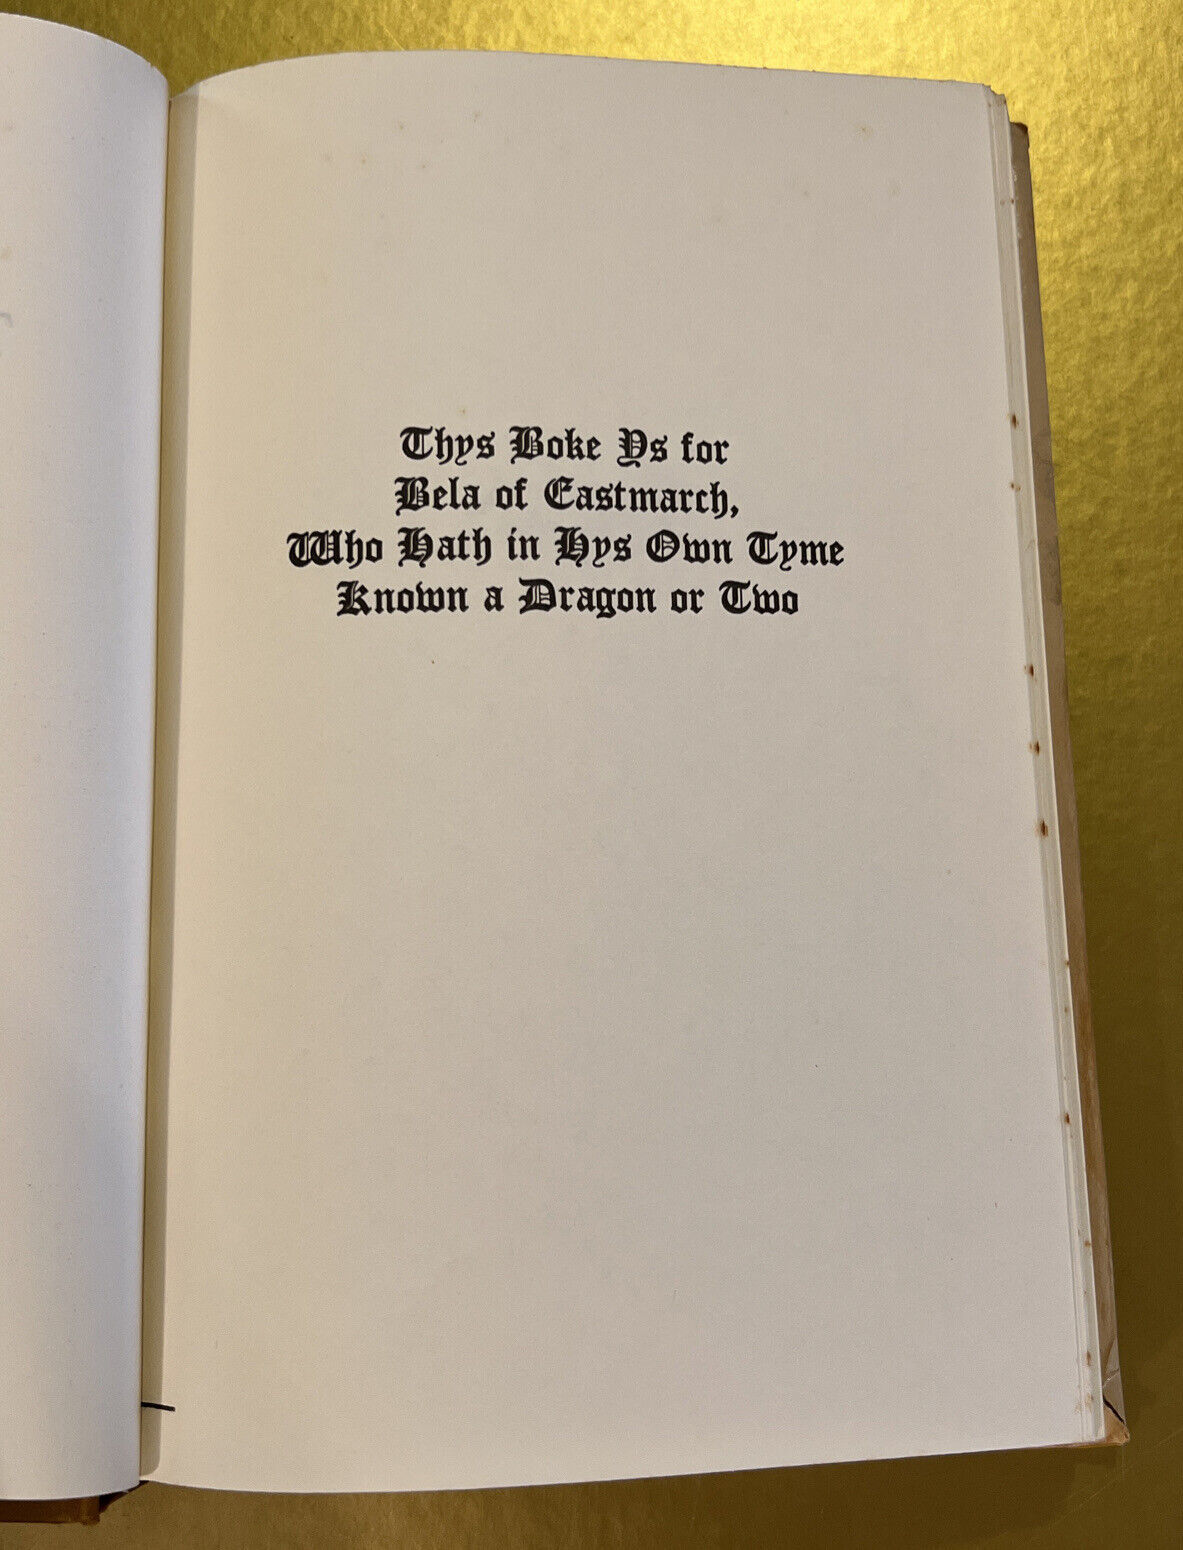 Thys Boke Ys for
Bela of Eastmarch,
Who Hath in Hys Own Tyme
Known a Dragon or Two